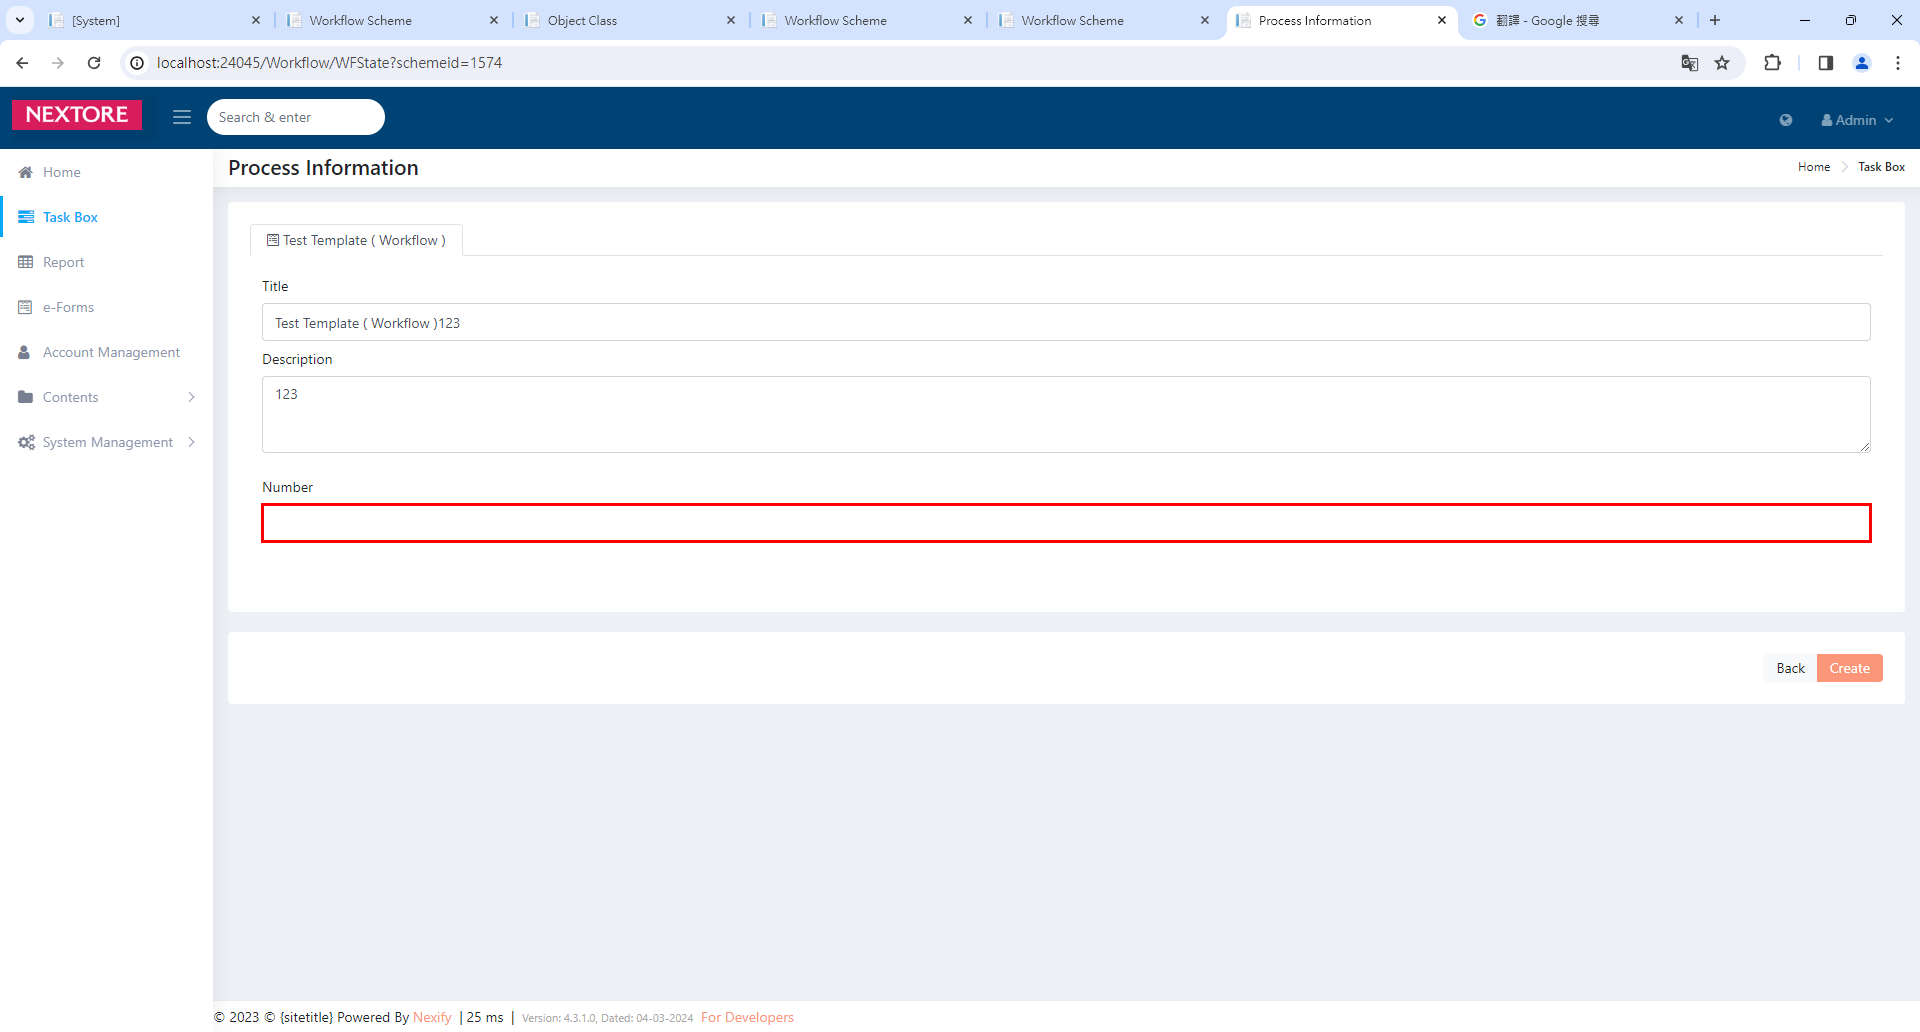 [System]
Workflow Scheme
Object Class
Workflow Scheme
Workflow Scheme
Process Information
翻譯 - Google 搜尋
localhost:24045/Workflow/WFState?schemeid=1574
NEXTORE
Search & enter
Admin
Home
Task Box
Report
e-Forms
Account Management
Contents
System Management
Process Information
Home
Task Box
Test Template ( Workflow )
Title
Test Template ( Workflow )123
Description
123
Number
Back
Create
© 2023 © {sitetitle} Powered By Nexify | 25 ms | Version: 4.3.1.0, Dated: 04-03-2024 For Developers